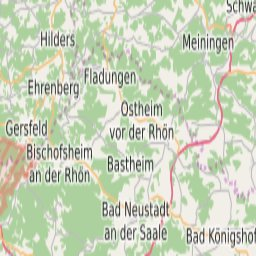 Schwa
Hilders
Meiningen
Fladungen
Ehrenberg
Ostheim
vor der Rhön
Gersfeld
Bischofsheim
an der Rhön
Bastheim
Bad Neustadt
an der Saale
Bad Königshof